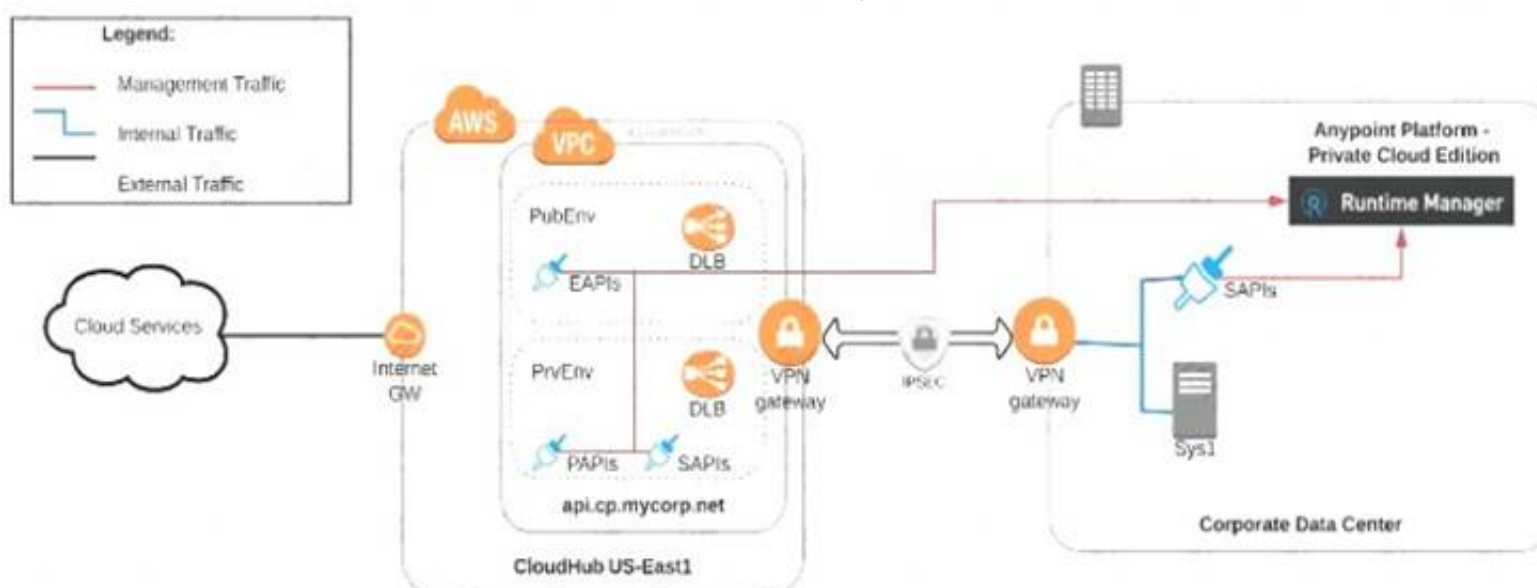 Legend:
Management Traffic
Internal Traffic
External Traffic
Cloud Services
Internet
GW
AWS
VPC
PubEnv
DLB
EAPIs
PrvEnv
DLB
PAPIs
SAPIs
api.cp.mycorp.net
CloudHub US-East1
VPN
gateway
IPSEC
VPN
gateway
Anypoint Platform -
Private Cloud Edition
Runtime Manager
SAPIs
Sys1
Corporate Data Center